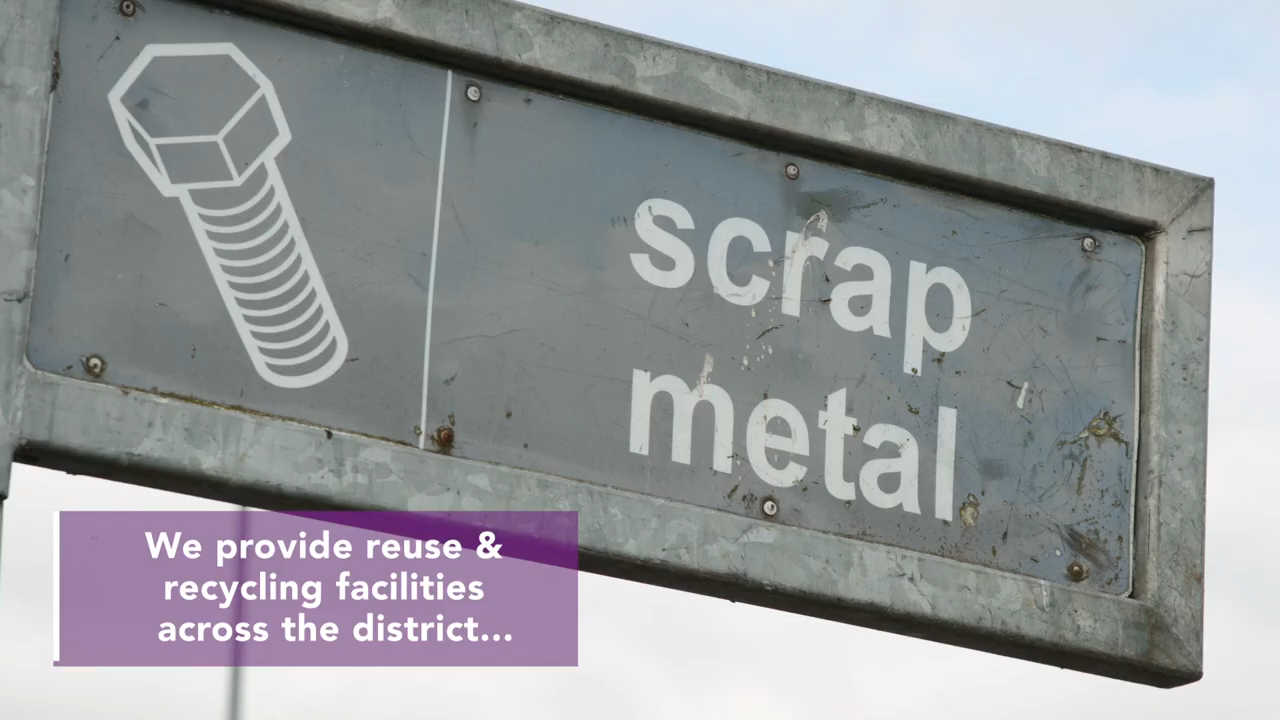 scrap
metal
We provide reuse &
recycling facilities
across the district...